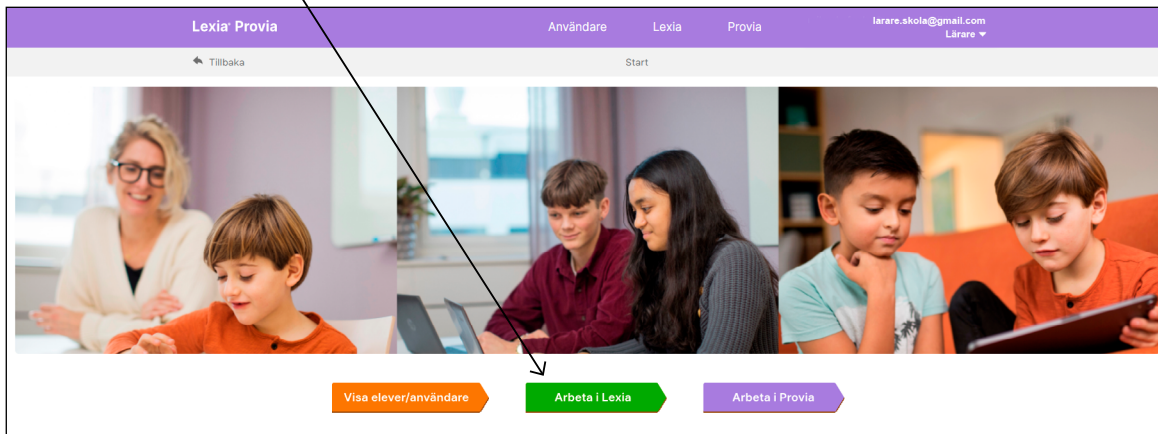 Lexia® Provia
Användare
Lexia
Provia
larare.skola@gmail.com
Lärare
Tillbaka
Start
Visa elever/användare
Arbeta i Lexia
Arbeta i Provia